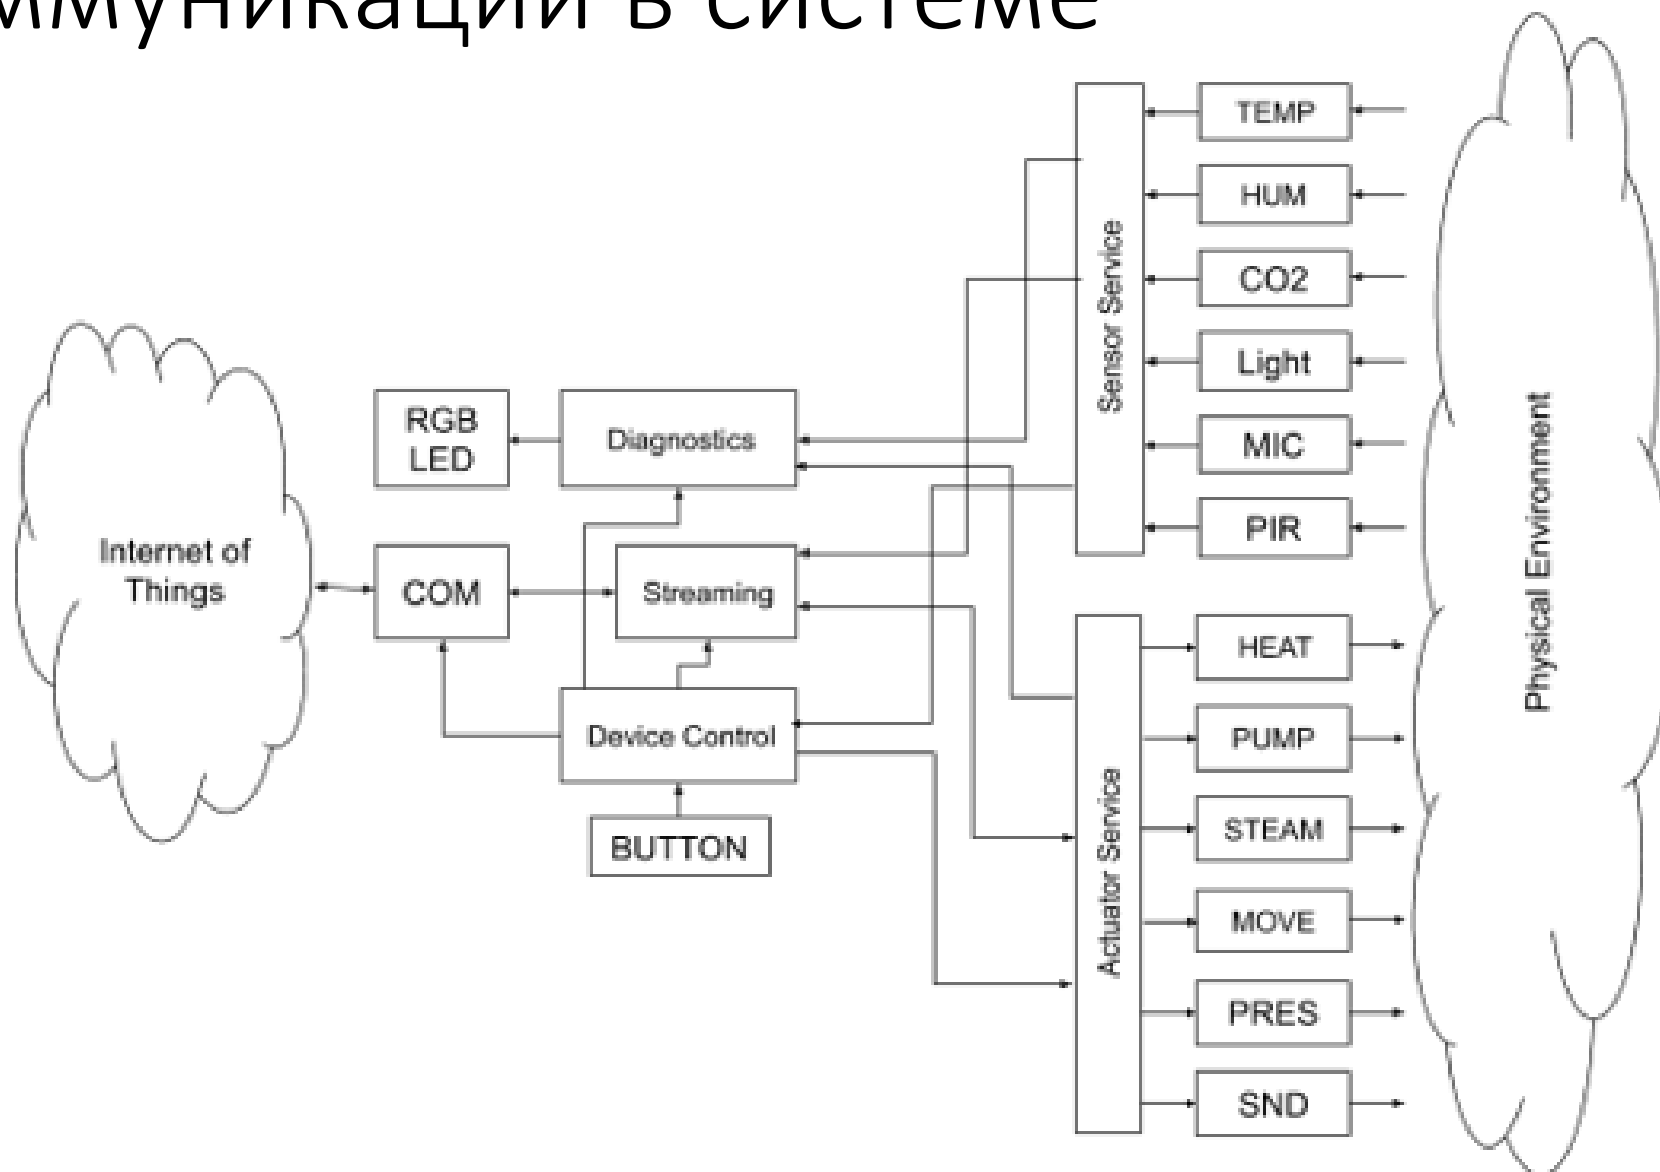 ммуникации в системе
TEMP
HUM
CO2
Light
MIC
PIR
Sensor Service
RGB
LED
Diagnostics
Internet of
Things
COM
Streaming
Device Control
BUTTON
Actuator Service
HEAT
PUMP
STEAM
MOVE
PRES
SND
Physical Environment